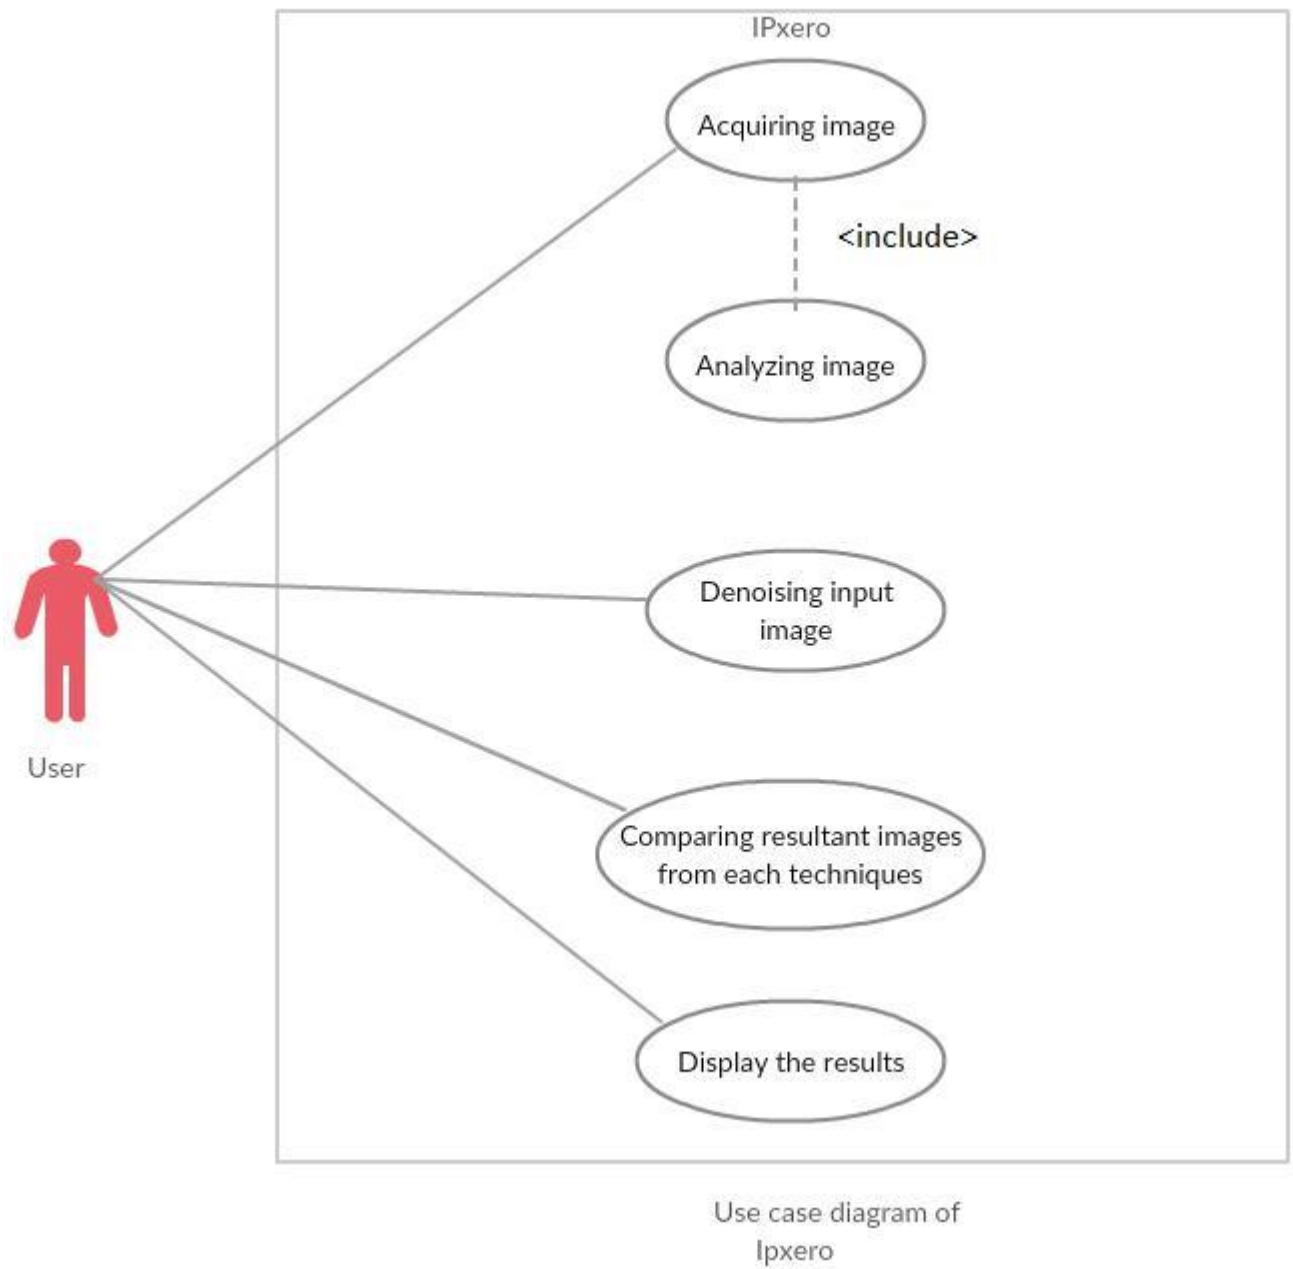 IPxero
Acquiring image
<include>
Analyzing image
Denoising input
image
User
Comparing resultant images
from each techniques
Display the results
Use case diagram of
Ipxero